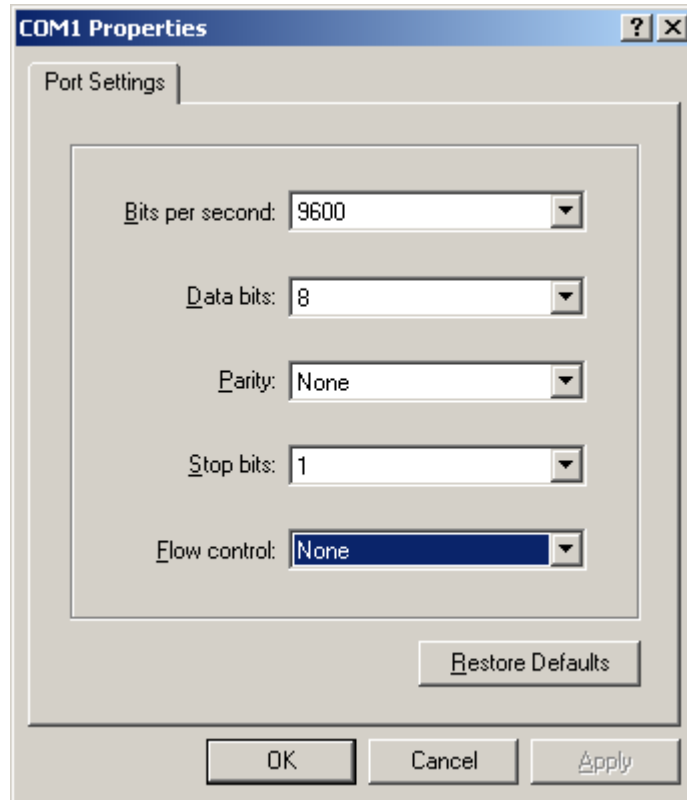 COM1 Properties
Port Settings
Bits per second: 9600
Data bits: 8
Parity: None
Stop bits: 1
Flow control: None
Restore Defaults
OK Cancel Apply